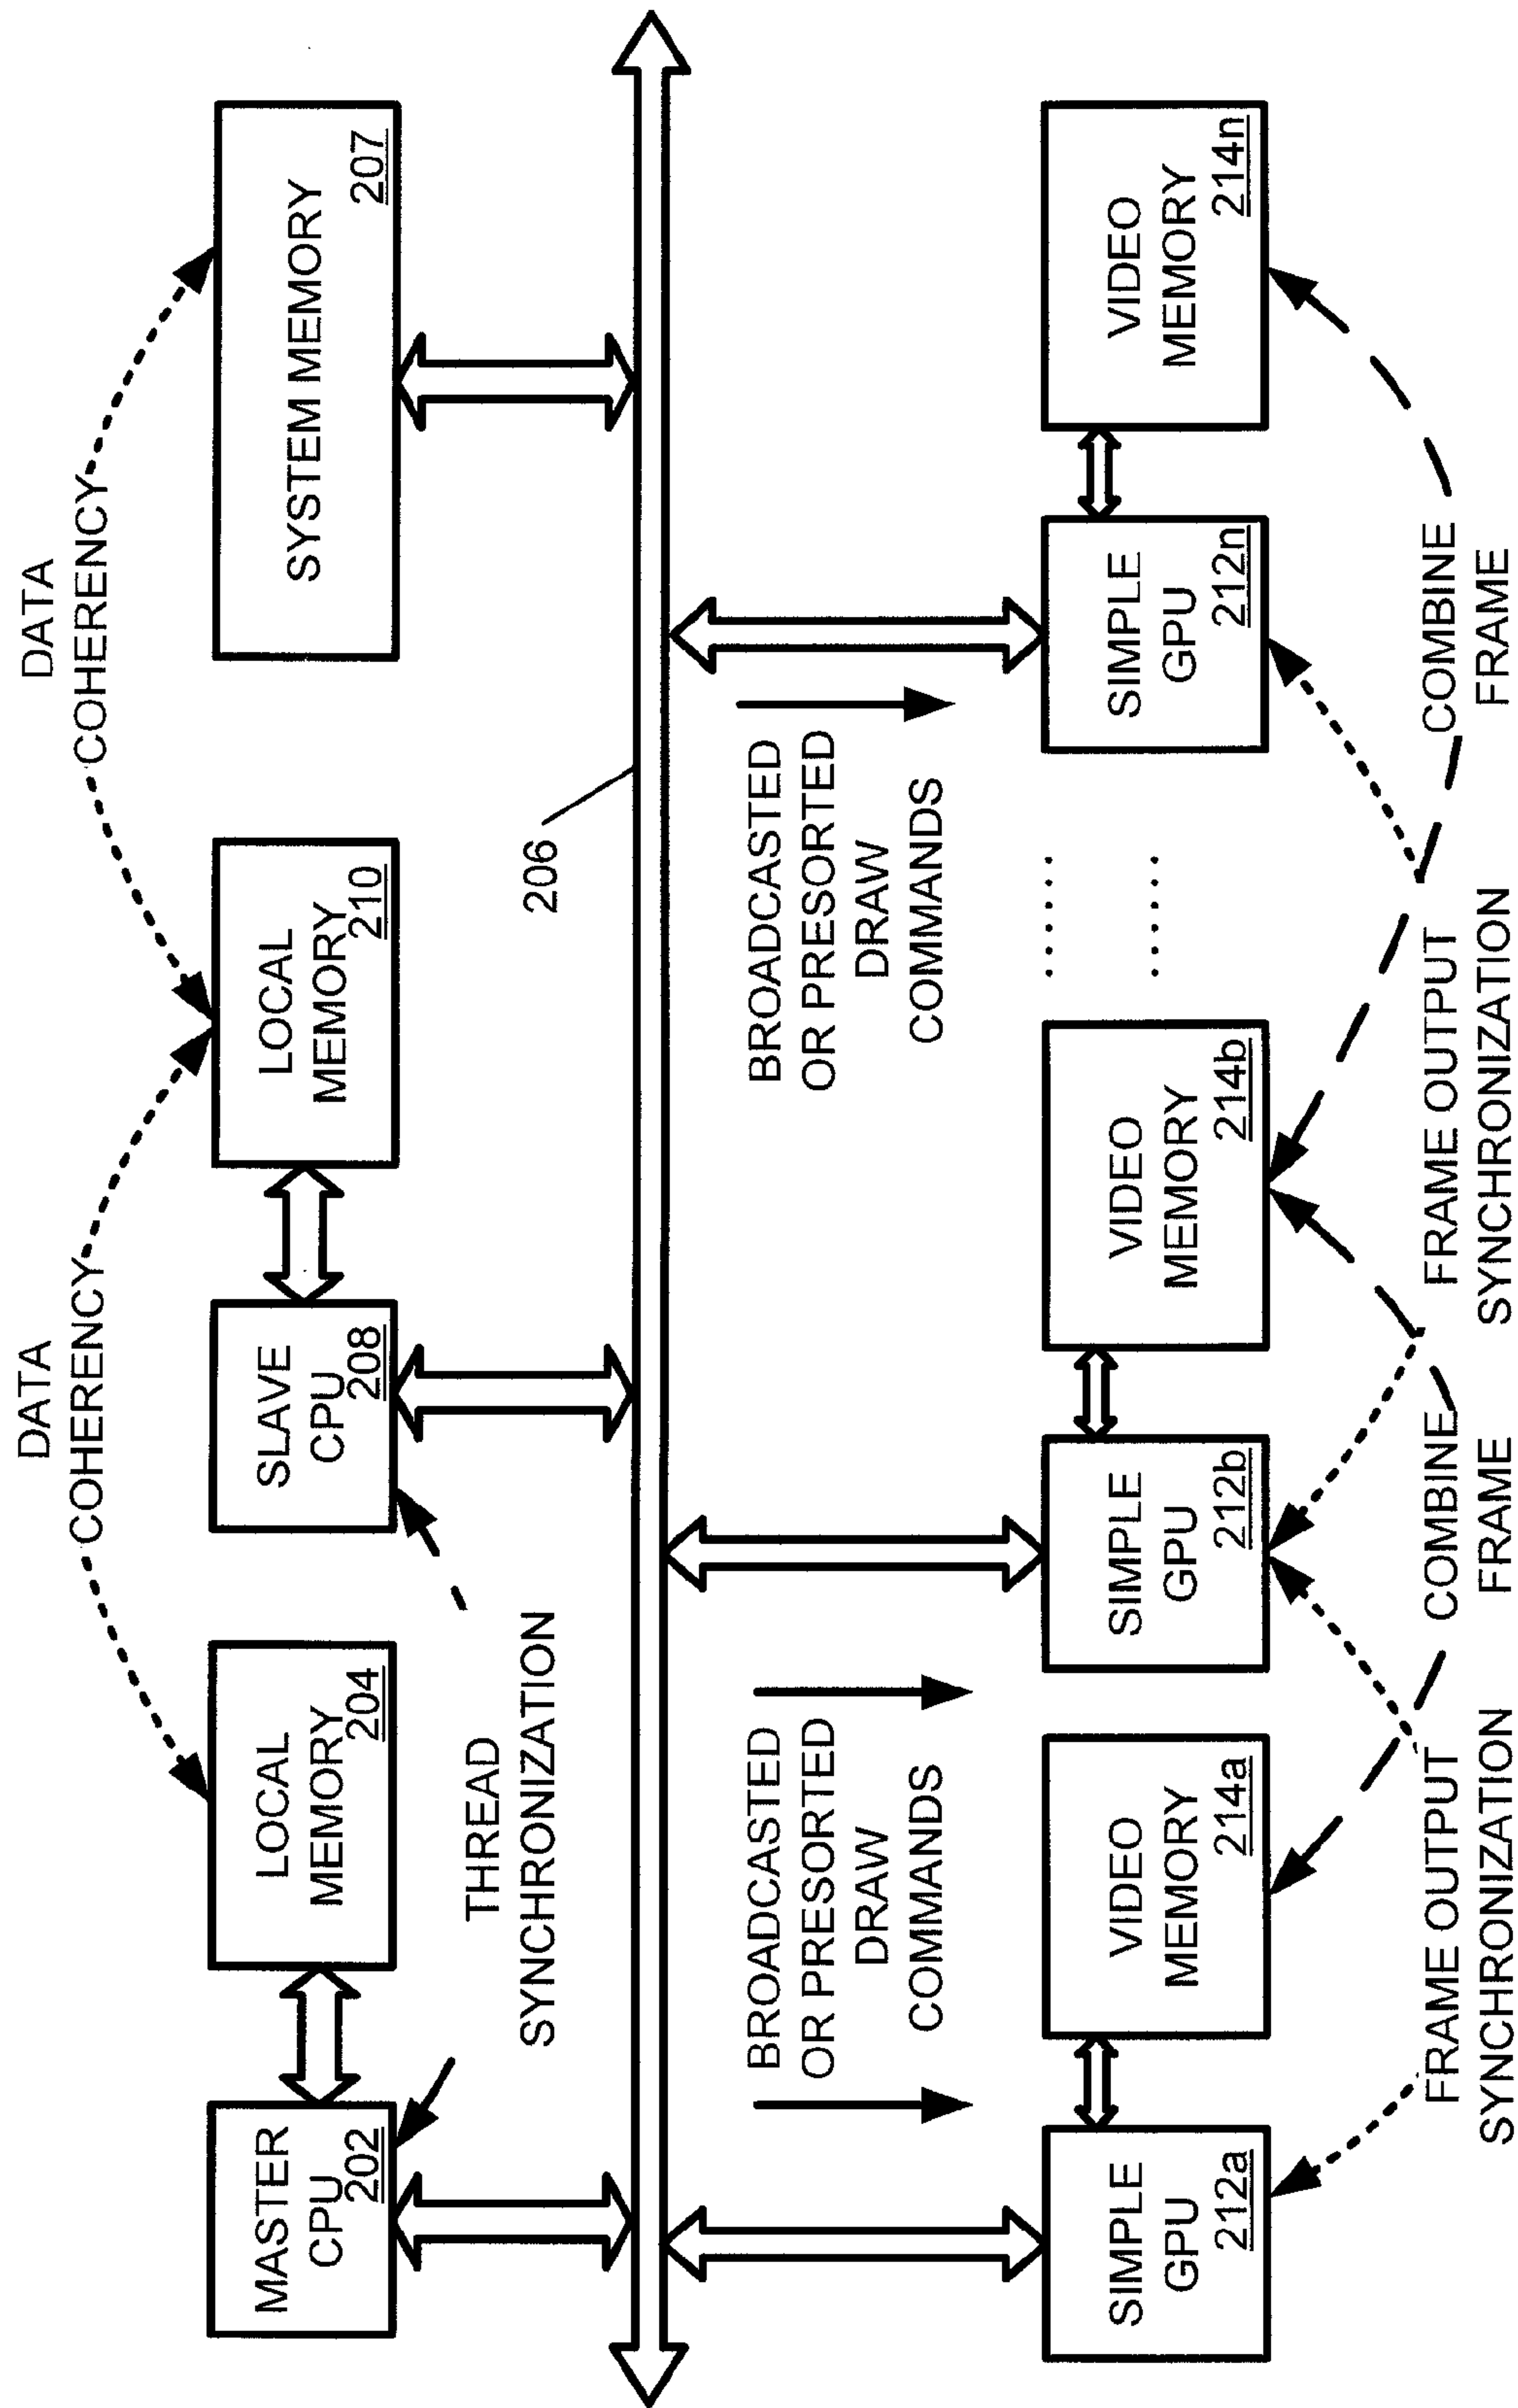 DATA
COHERENCY
DATA
COHERENCY
MASTER
CPU
202
LOCAL
MEMORY
204
SLAVE
CPU
208
LOCAL
MEMORY
210
SYSTEM MEMORY
207
THREAD
SYNCHRONIZATION
206
BROADCASTED
OR PRESORTED
DRAW
COMMANDS
BROADCASTED
OR PRESORTED
DRAW
COMMANDS
SIMPLE
GPU
212a
VIDEO
MEMORY
214a
SIMPLE
GPU
212b
VIDEO
MEMORY
214b
......
......
SIMPLE
GPU
212n
VIDEO
MEMORY
214n
FRAME OUTPUT
SYNCHRONIZATION
COMBINE
FRAME
FRAME OUTPUT
SYNCHRONIZATION
COMBINE
FRAME